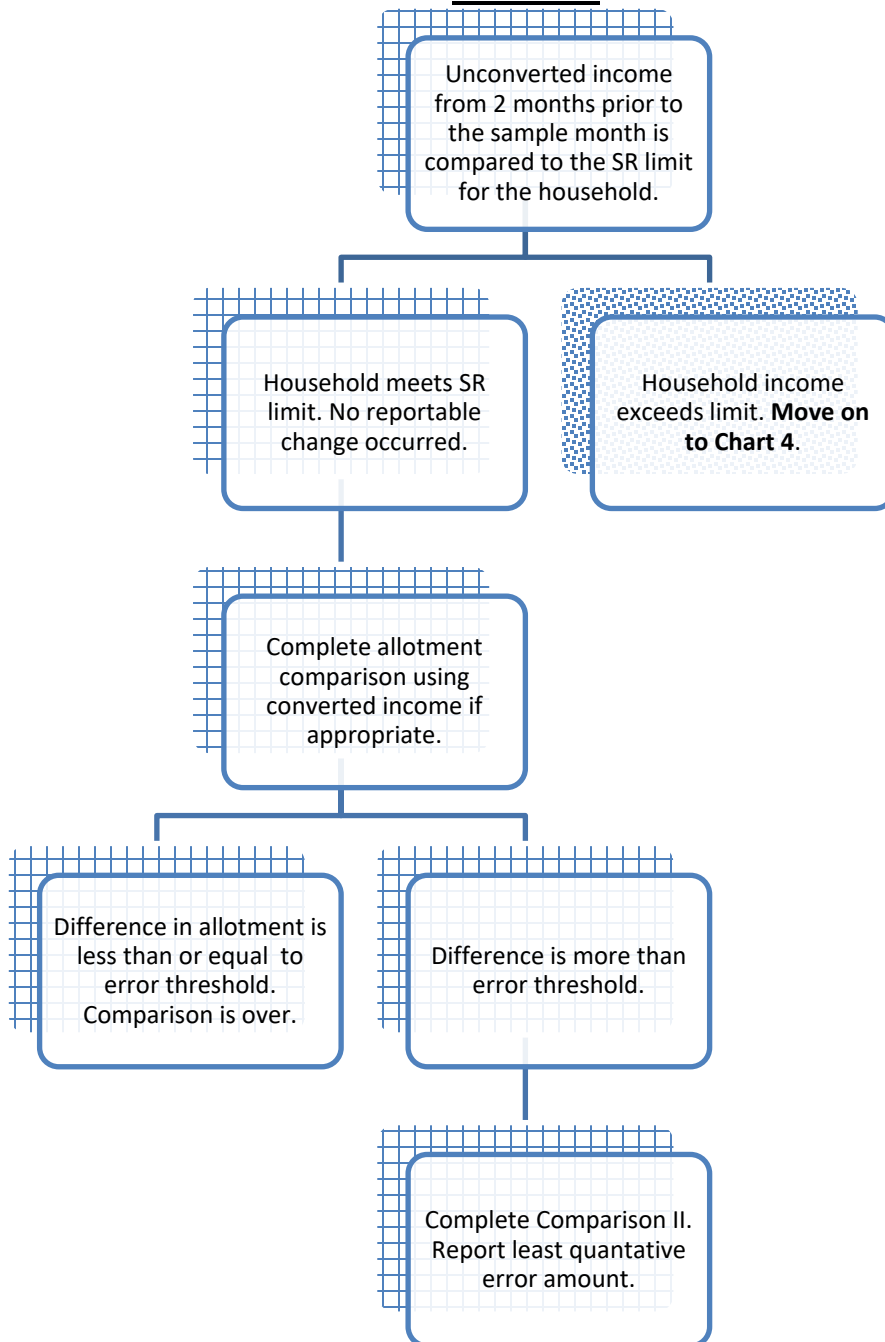 Unconverted income
from 2 months prior to
the sample month is
compared to the SR limit
for the household.
Household meets SR
limit. No reportable
change occurred.
Household income
exceeds limit. Move on
to Chart 4.
Complete allotment
comparison using
converted income if
appropriate.
Difference in allotment is
less than or equal to
error threshold.
Comparison is over.
Difference is more than
error threshold.
Complete Comparison II.
Report least quantative
error amount.